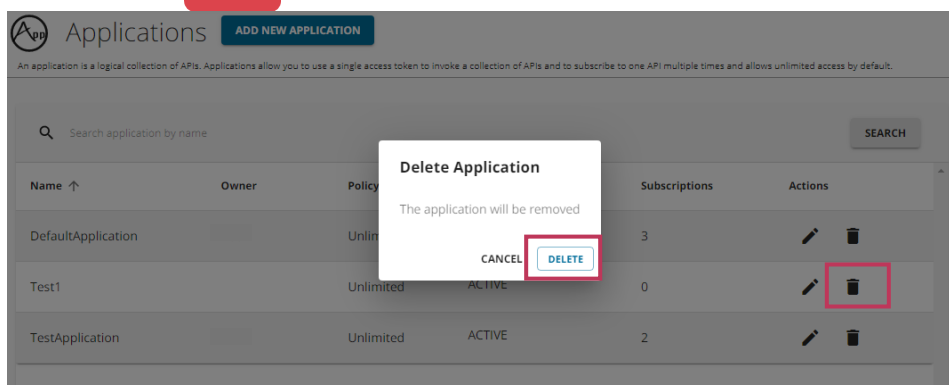 App Applications ADD NEW APPLICATION
An application is a logical collection of APIs. Applications allow you to use a single access token to invoke a collection of APIs and to subscribe to one API multiple times and allows unlimited access by default.
Search application by name SEARCH
Delete Application
Name Owner Policy Subscriptions Actions
The application will be removed
DefaultApplication Unlim 3
CANCEL DELETE
Test1 Unlimited ACTIVE 0
TestApplication Unlimited ACTIVE 2